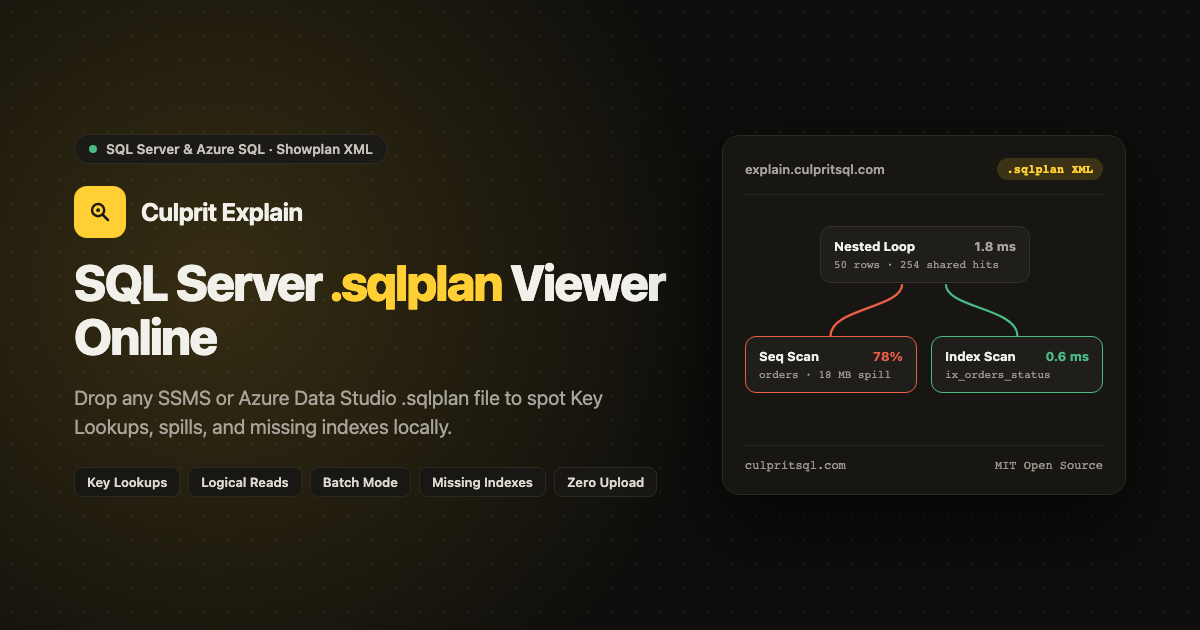 SQL Server & Azure SQL · Showplan XML
Culprit Explain
SQL Server .sqlplan Viewer
Online
Drop any SSMS or Azure Data Studio .sqlplan file to spot Key
Lookups, spills, and missing indexes locally.
Key Lookups
Logical Reads
Batch Mode
Missing Indexes
Zero Upload
explain.culpritsql.com
.sqlplan XML
Nested Loop 1.8 ms
50 rows · 254 shared hits
Seq Scan 78%
orders · 18 MB spill
Index Scan 0.6 ms
ix_orders_status
culpritsql.com
MIT Open Source